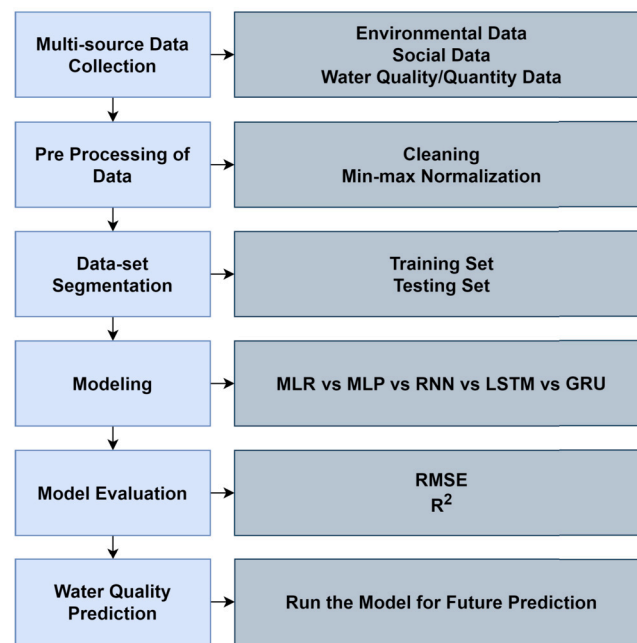 Multi-source Data
Collection
Environmental Data
Social Data
Water Quality/Quantity Data
Pre Processing of
Data
Cleaning
Min-max Normalization
Data-set
Segmentation
Training Set
Testing Set
Modeling
MLR vs MLP vs RNN vs LSTM vs GRU
Model Evaluation
RMSE
R²
Water Quality
Prediction
Run the Model for Future Prediction